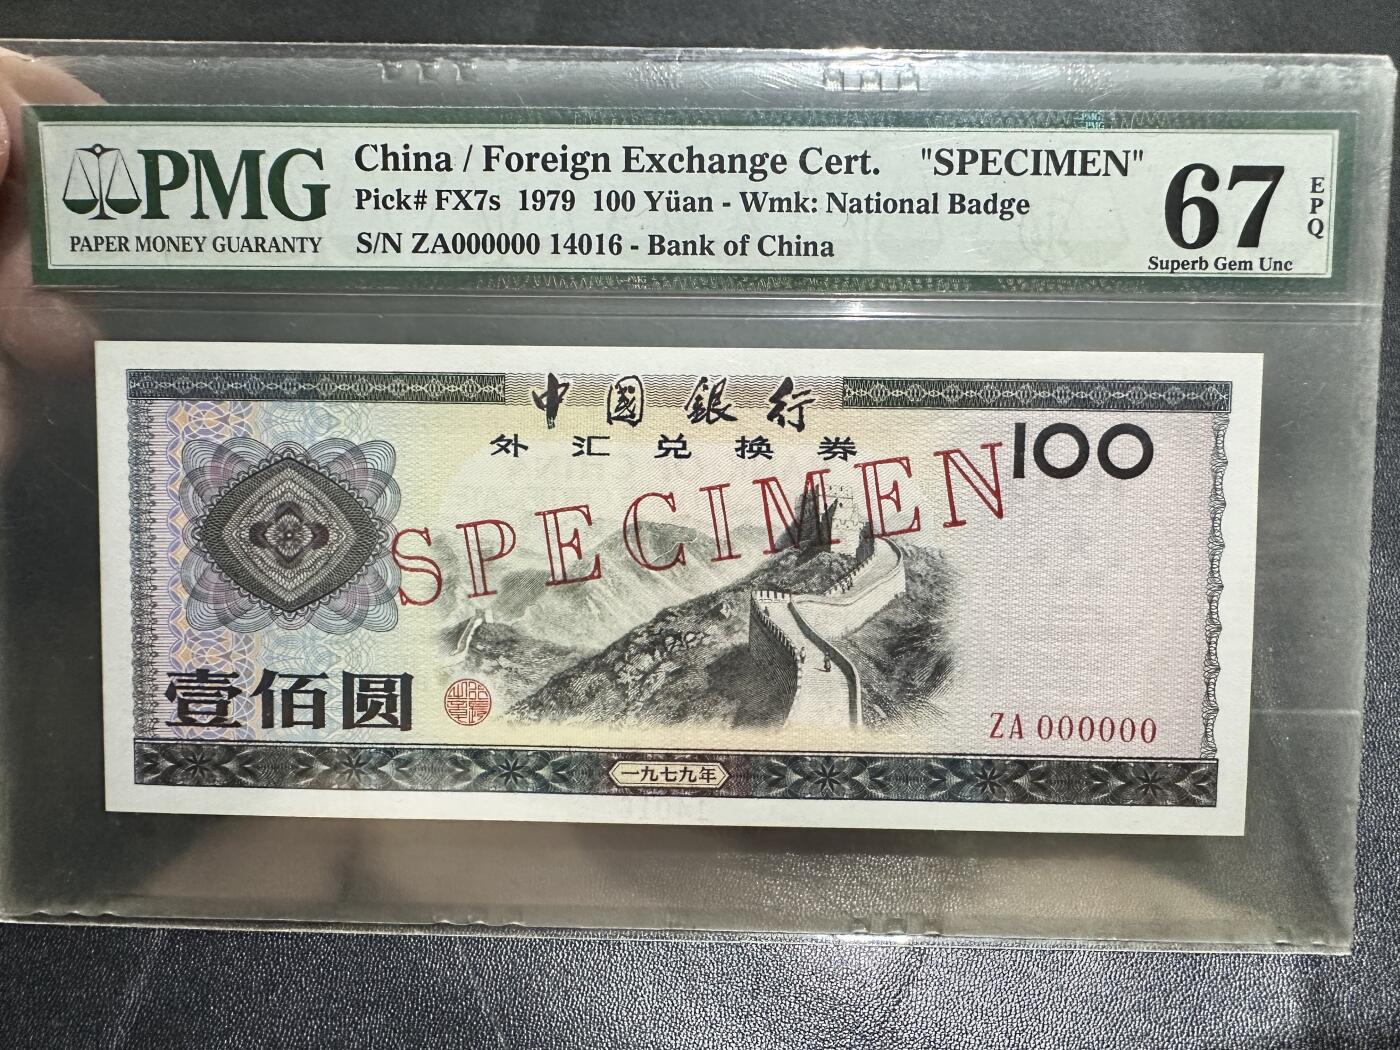 PMG
PAPER MONEY GUARANTY
China / Foreign Exchange Cert. "SPECIMEN"
Pick# FX7s 1979 100 Yüan - Wmk: National Badge
S/N ZA000000 14016 - Bank of China
67
EPQ
Superb Gem Unc
中國銀行
外汇兑换券
100
SPECIMEN
壹佰圆
ZA 000000
一九七九年